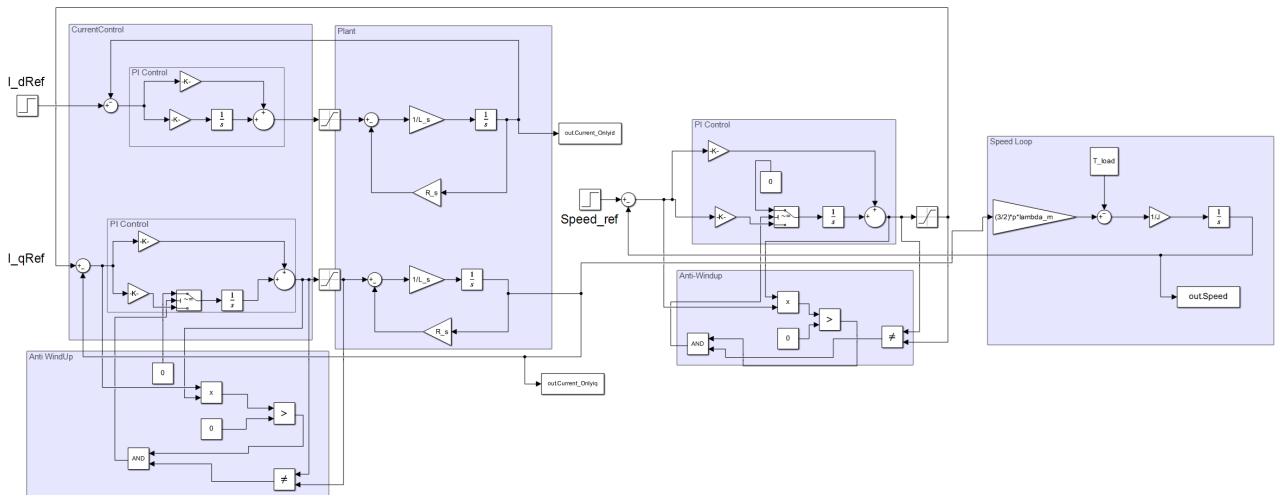 CurrentControl
Plant
PI Control
I_dRef
-K-
-K-
1
s
1/L_s
1
s
R_s
out.Current_Onlyid
PI Control
I_qRef
-K-
-K-
~=
1
s
1/L_s
1
s
R_s
Anti WindUp
0
x
0
>
AND
≠
out.Current_Onlyiq
PI Control
Speed_ref
-K-
0
-K-
~=
1
s
Anti-Windup
x
0
>
AND
≠
Speed Loop
T_load
(3/2)*p*lambda_m
1/J
1
s
out.Speed